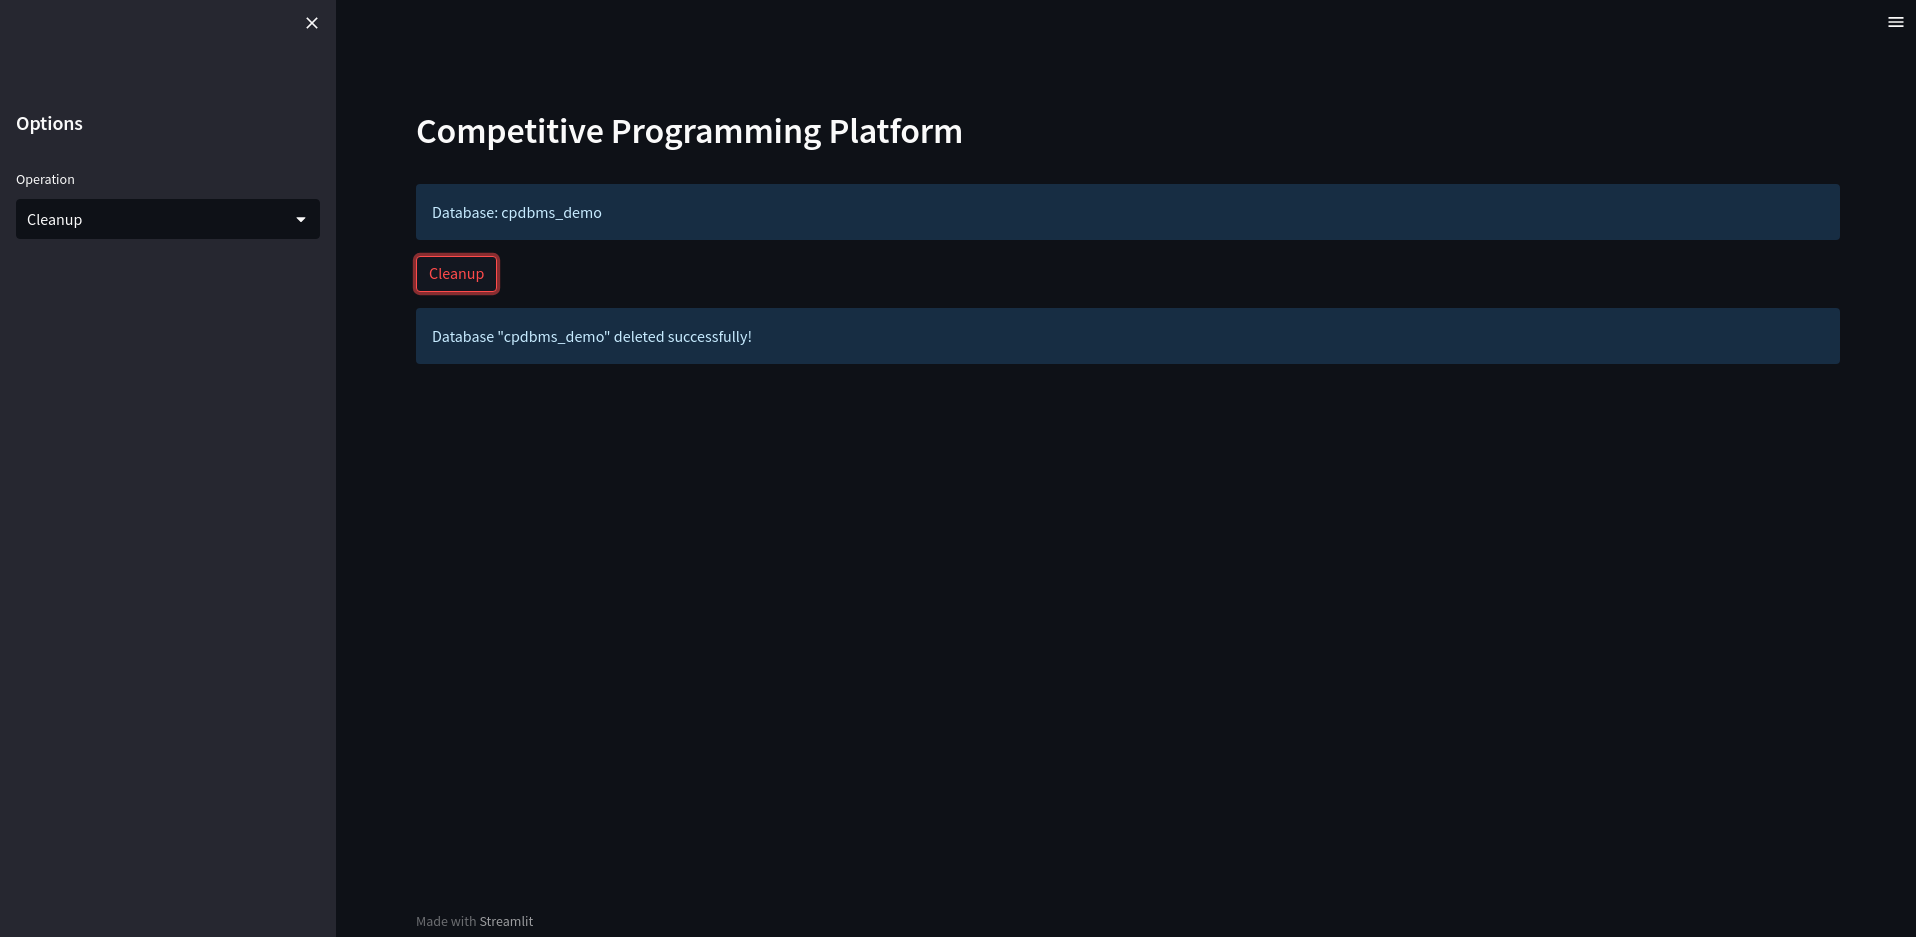 Options
Operation
Cleanup
Competitive Programming Platform
Database: cpdbms_demo
Cleanup
Database "cpdbms_demo" deleted successfully!
Made with Streamlit